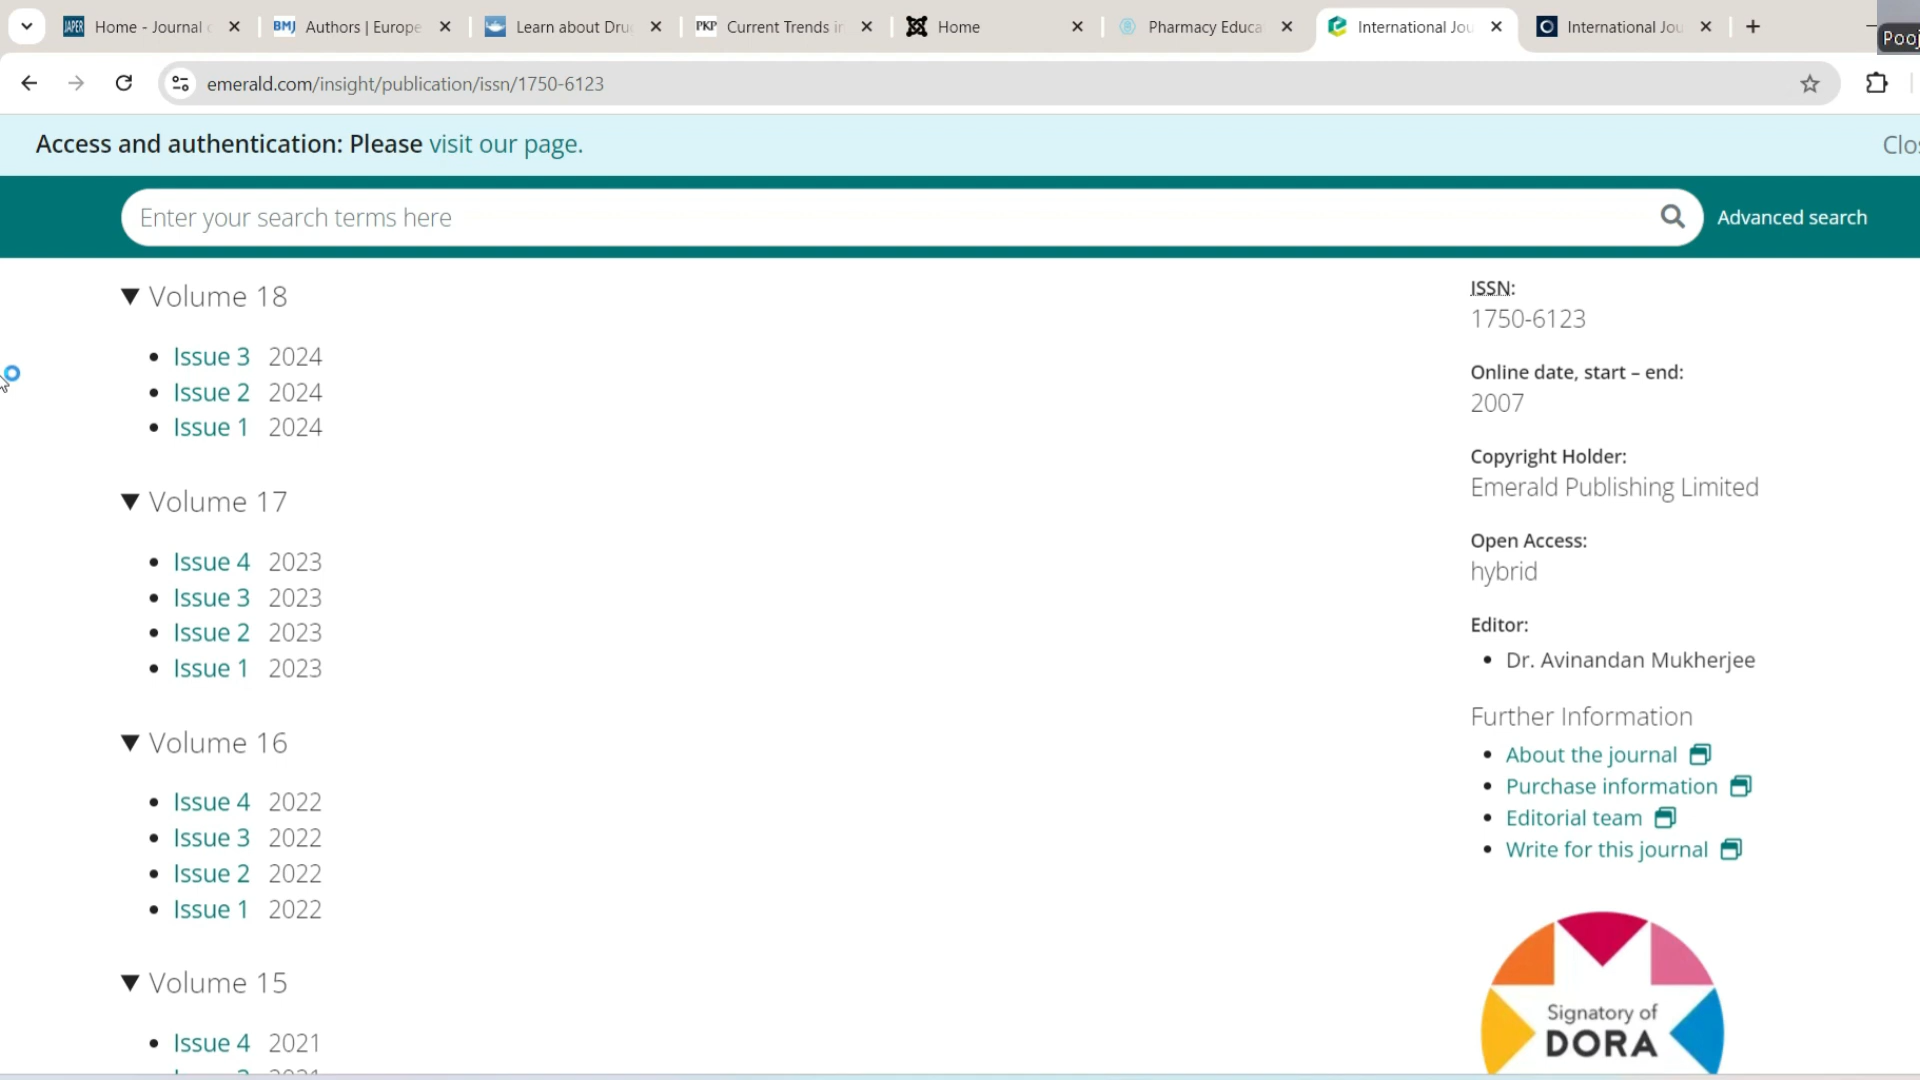 Home - Journal
Authors | Europe
Learn about Dru
PKP Current Trends in
Home
Pharmacy Educa
International Jou
International Jou
Pooj
emerald.com/insight/publication/issn/1750-6123
Access and authentication: Please visit our page.
Clos
Enter your search terms here
Advanced search
Volume 18
Issue 3 2024
Issue 2 2024
Issue 1 2024
Volume 17
Issue 4 2023
Issue 3 2023
Issue 2 2023
Issue 1 2023
Volume 16
Issue 4 2022
Issue 3 2022
Issue 2 2022
Issue 1 2022
Volume 15
Issue 4 2021
ISSN:
1750-6123
Online date, start – end:
2007
Copyright Holder:
Emerald Publishing Limited
Open Access:
hybrid
Editor:
Dr. Avinandan Mukherjee
Further Information
About the journal
Purchase information
Editorial team
Write for this journal
Signatory of
DORA